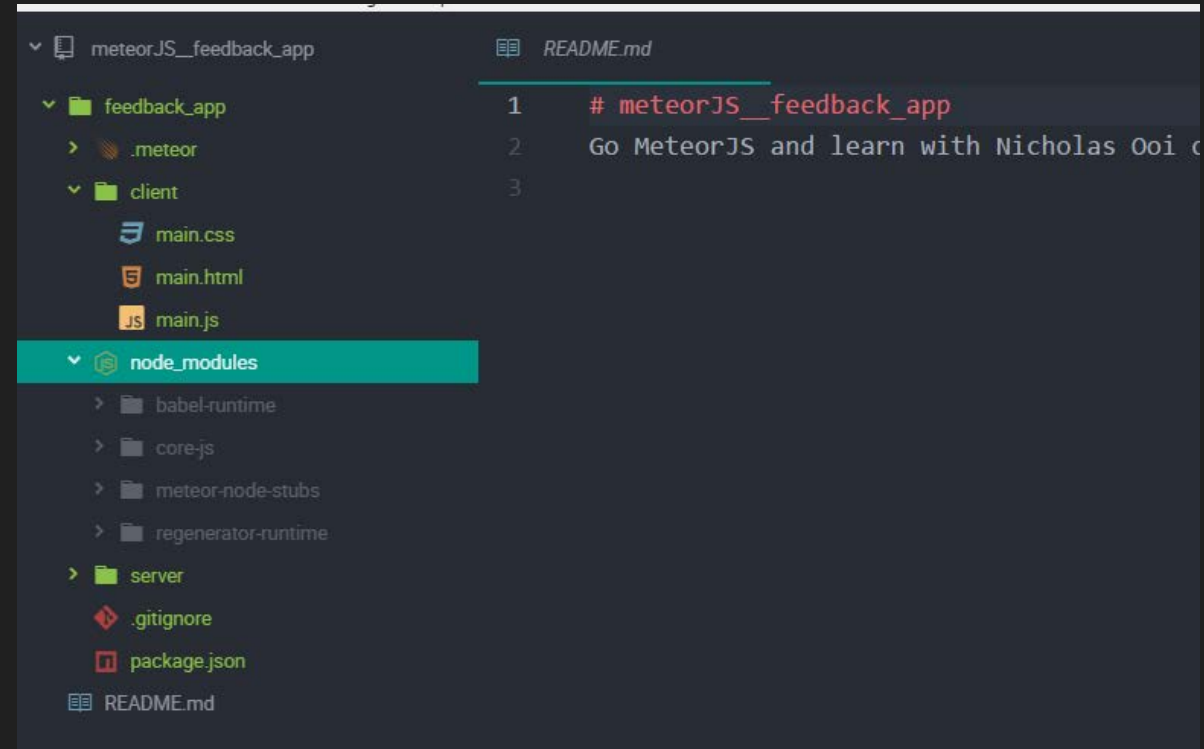 meteorJS__feedback_app
feedback_app
.meteor
client
main.css
main.html
JS main.js
node_modules
babel-runtime
core-js
meteor-node-stubs
regenerator-runtime
server
.gitignore
package.json
README.md
README.md
1 # meteorJS__feedback_app
2 Go MeteorJS and learn with Nicholas Ooi
3